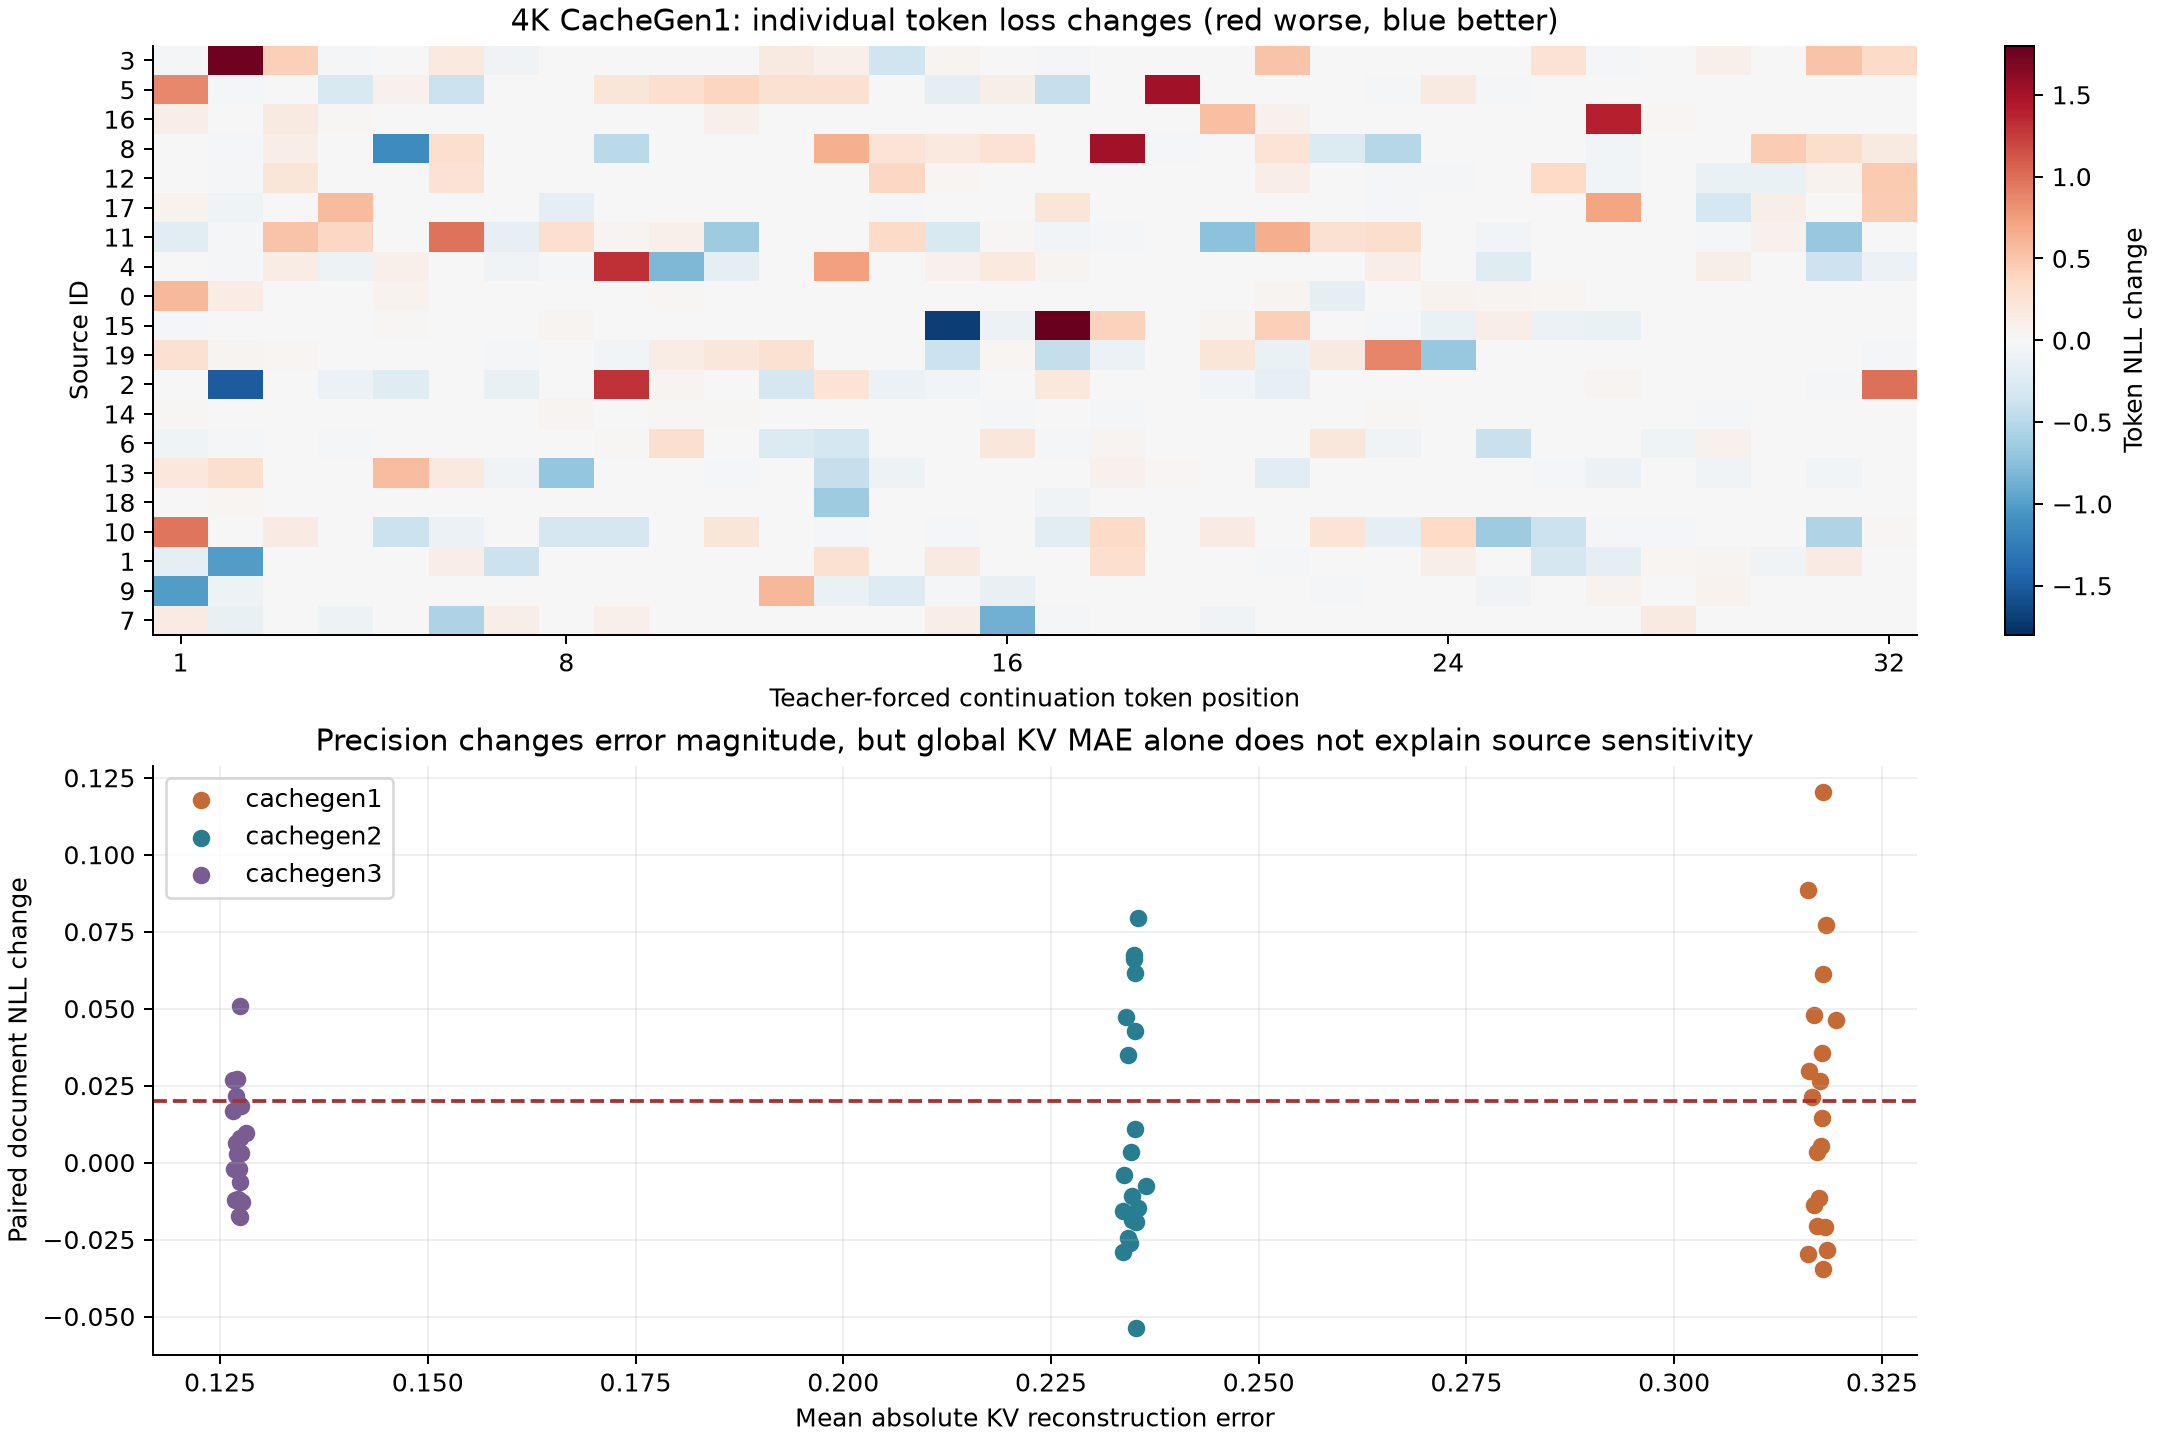 4K CacheGen1: individual token loss changes (red worse, blue better)
Source ID
3
5
16
8
12
17
11
4
0
15
19
2
14
6
13
18
10
1
9
7
1 8 16 24 32
Teacher-forced continuation token position
1.5
1.0
0.5
0.0
−0.5
−1.0
−1.5
Token NLL change
Precision changes error magnitude, but global KV MAE alone does not explain source sensitivity
Paired document NLL change
0.125
0.100
0.075
0.050
0.025
0.000
−0.025
−0.050
cachegen1
cachegen2
cachegen3
0.125 0.150 0.175 0.200 0.225 0.250 0.275 0.300 0.325
Mean absolute KV reconstruction error